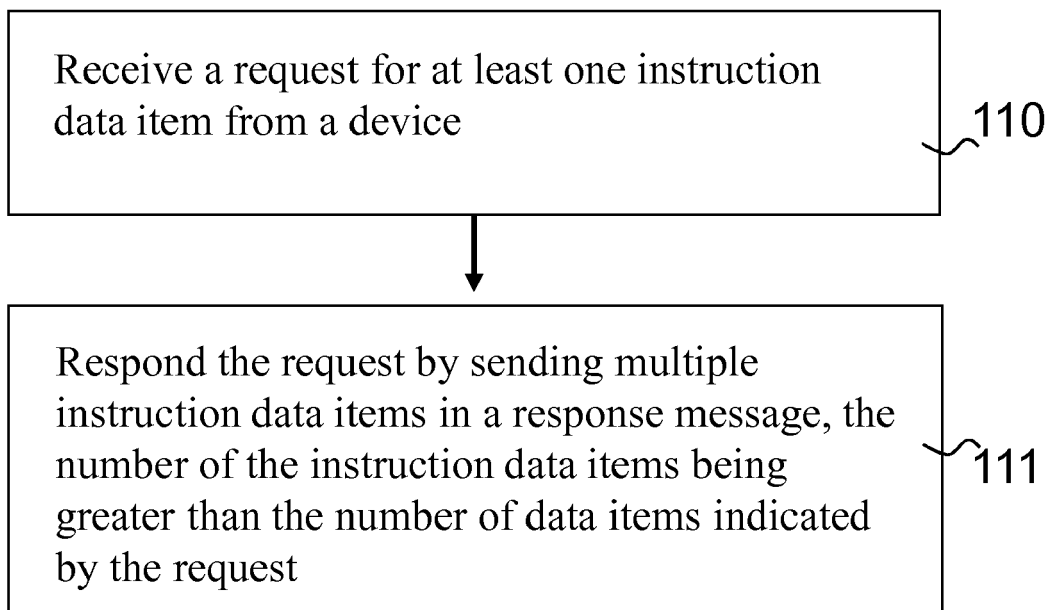 Receive a request for at least one instruction
data item from a device
110
Respond the request by sending multiple
instruction data items in a response message, the
number of the instruction data items being
greater than the number of data items indicated
by the request
111